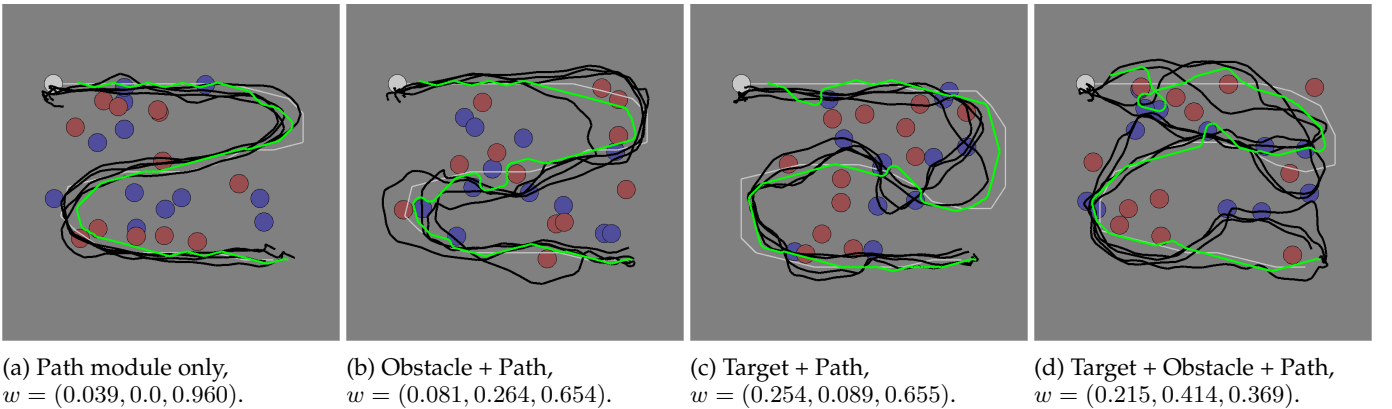 (a) Path module only,
w = (0.039, 0.0, 0.960).
(b) Obstacle + Path,
w = (0.081, 0.264, 0.654).
(c) Target + Path,
w = (0.254, 0.089, 0.655).
(d) Target + Obstacle + Path,
w = (0.215, 0.414, 0.369).